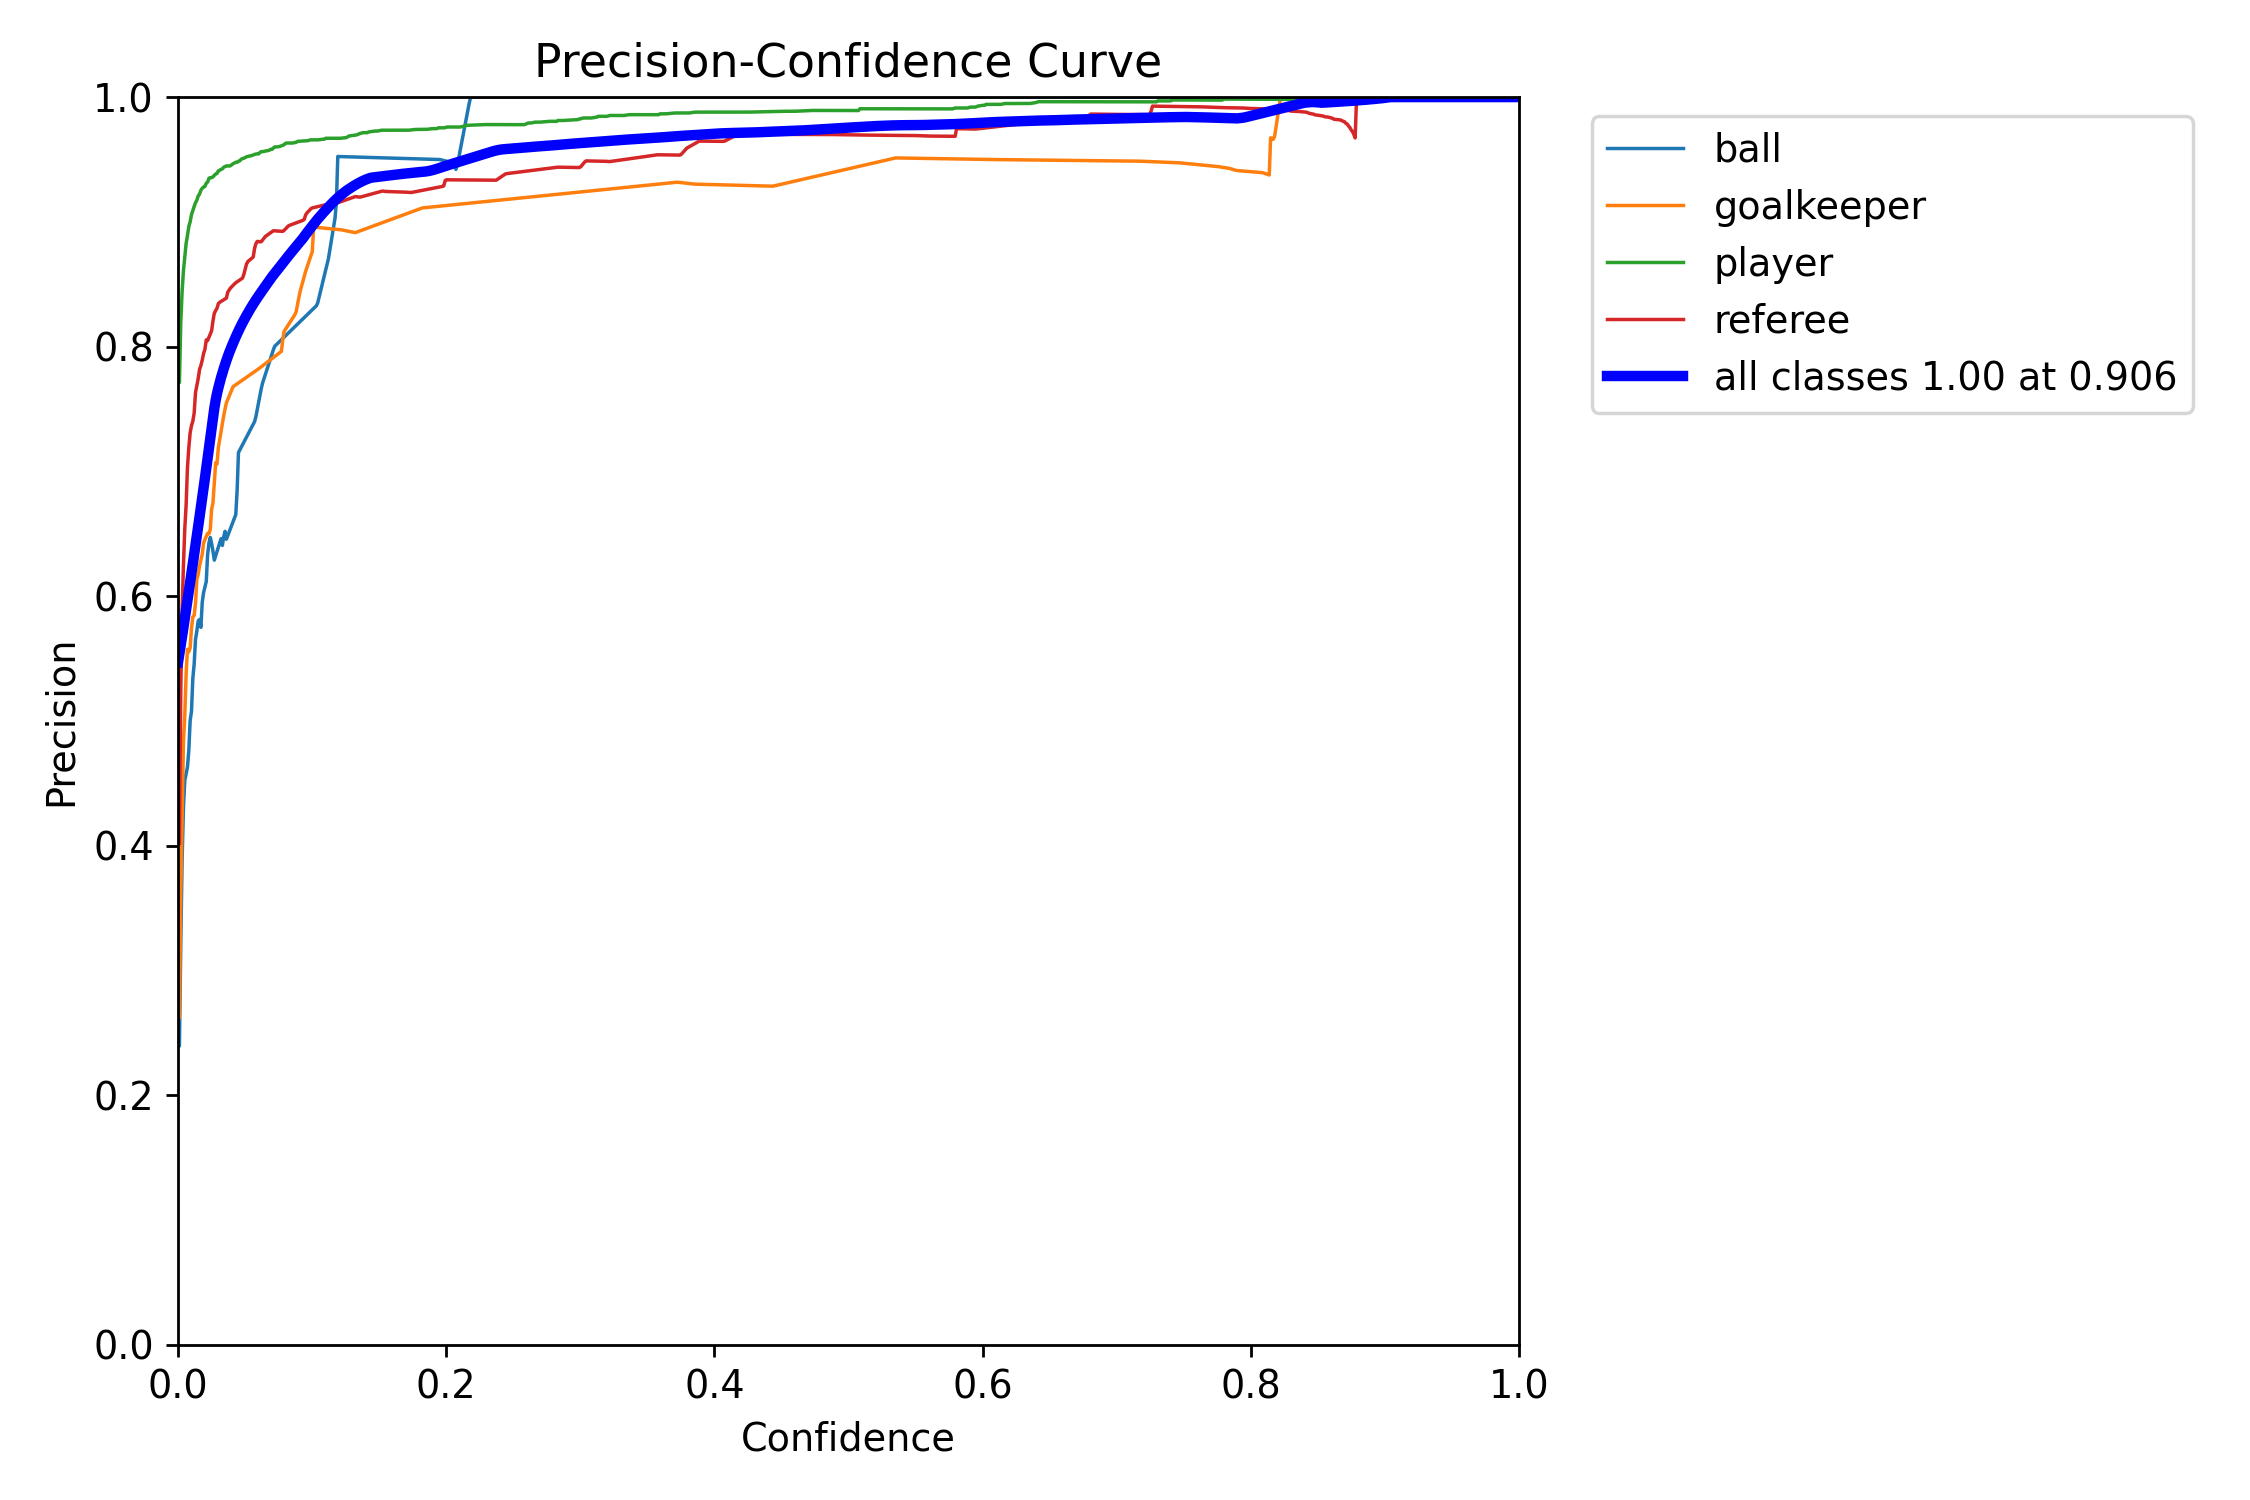 Precision-Confidence Curve
1.0
0.8
0.6
0.4
0.2
0.0
Precision
0.0 0.2 0.4 0.6 0.8 1.0
Confidence
ball
goalkeeper
player
referee
all classes 1.00 at 0.906